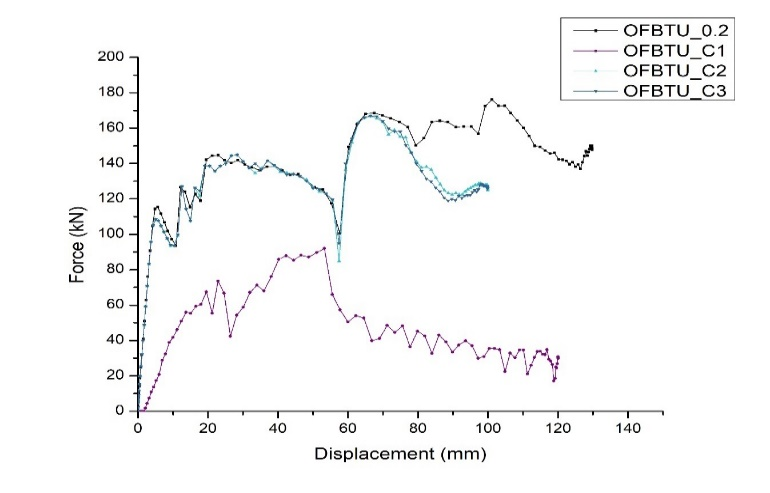 OFBTU_0.2
OFBTU_C1
OFBTU_C2
OFBTU_C3
200
180
160
140
120
100
80
60
40
20
0
Force (kN)
0 20 40 60 80 100 120 140
Displacement (mm)